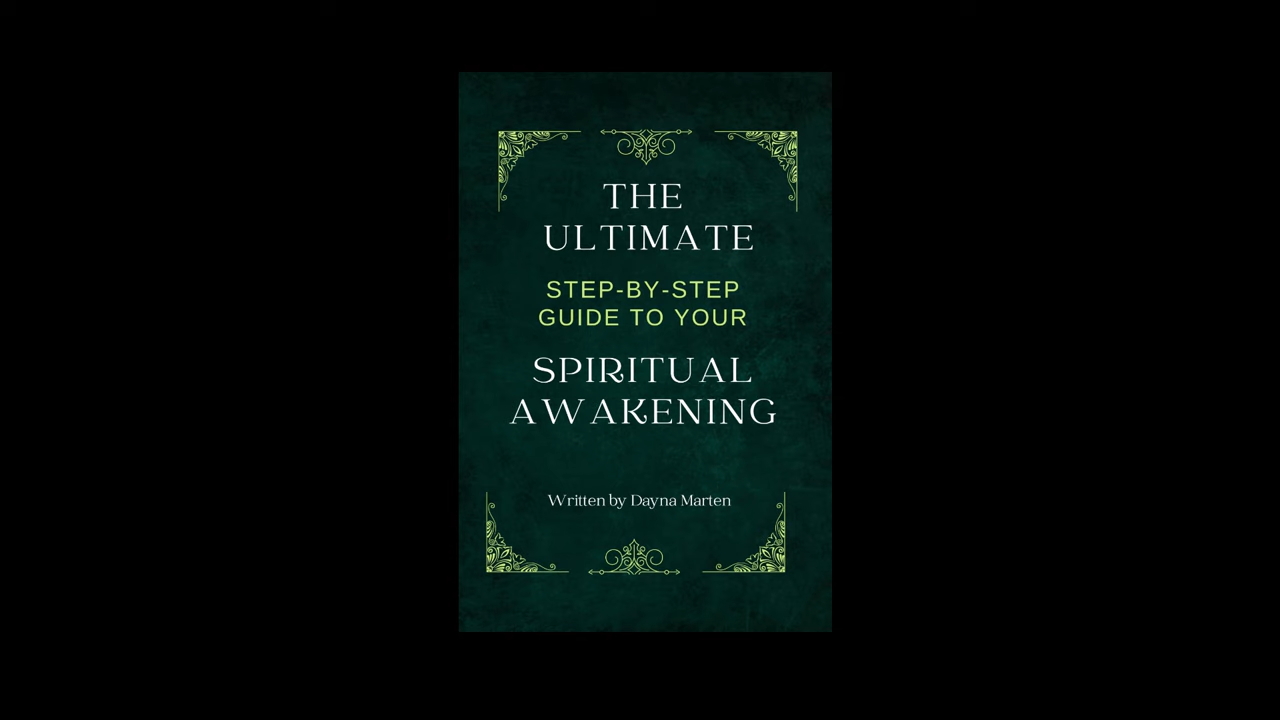 THE
ULTIMATE
STEP-BY-STEP
GUIDE TO YOUR
SPIRITUAL
AWAKENING
Written by Dayna Marten